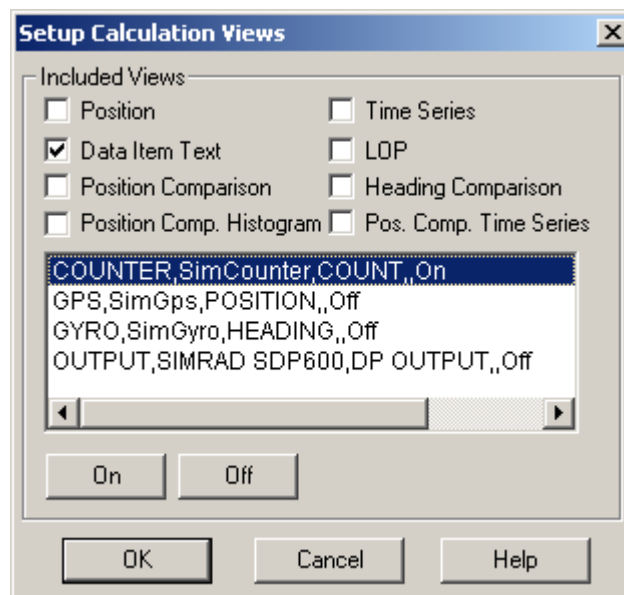 Setup Calculation Views
Included Views
Position
Time Series
Data Item Text
LOP
Position Comparison
Heading Comparison
Position Comp. Histogram
Pos. Comp. Time Series
COUNTER,SimCounter,COUNT,,On
GPS,SimGps,POSITION,,Off
GYRO,SimGyro,HEADING,,Off
OUTPUT,SIMRAD SDP600,DP OUTPUT,,Off
On
Off
OK
Cancel
Help